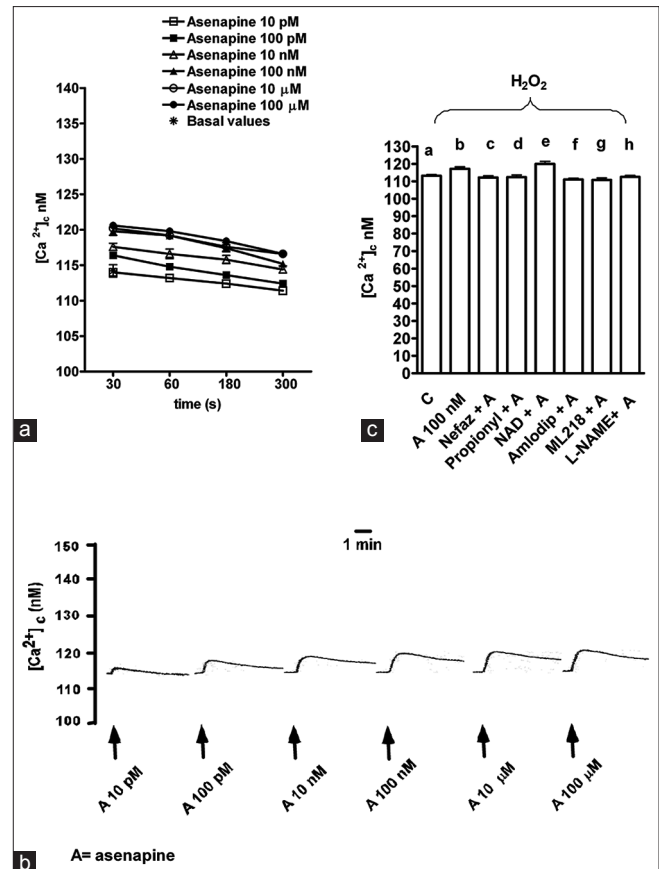 Asenapine 10 pM
Asenapine 100 pM
Asenapine 10 nM
Asenapine 100 nM
Asenapine 10 μM
Asenapine 100 μM
Basal values
140
135
130
125
120
115
110
105
100
[Ca 2+]c nM
30 60 180 300
time (s)
a
H2O2
a b c d e f g h
130
120
110
100
90
80
70
60
50
40
30
20
10
0
[Ca 2+]c nM
C
A 100 nM
Nefaz + A
Propionyl + A
NAD + A
Amlodip + A
ML218 + A
L-NAME+ A
c
1 min
150
140
130
120
110
100
[Ca2+] c (nM)
A 10 pM
A 100 pM
A 10 nM
A 100 nM
A 10 μM
A 100 μM
A= asenapine
b